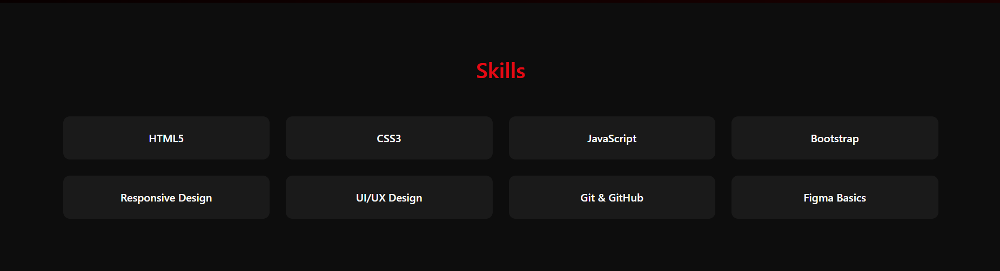 Skills
HTML5
CSS3
JavaScript
Bootstrap
Responsive Design
UI/UX Design
Git & GitHub
Figma Basics